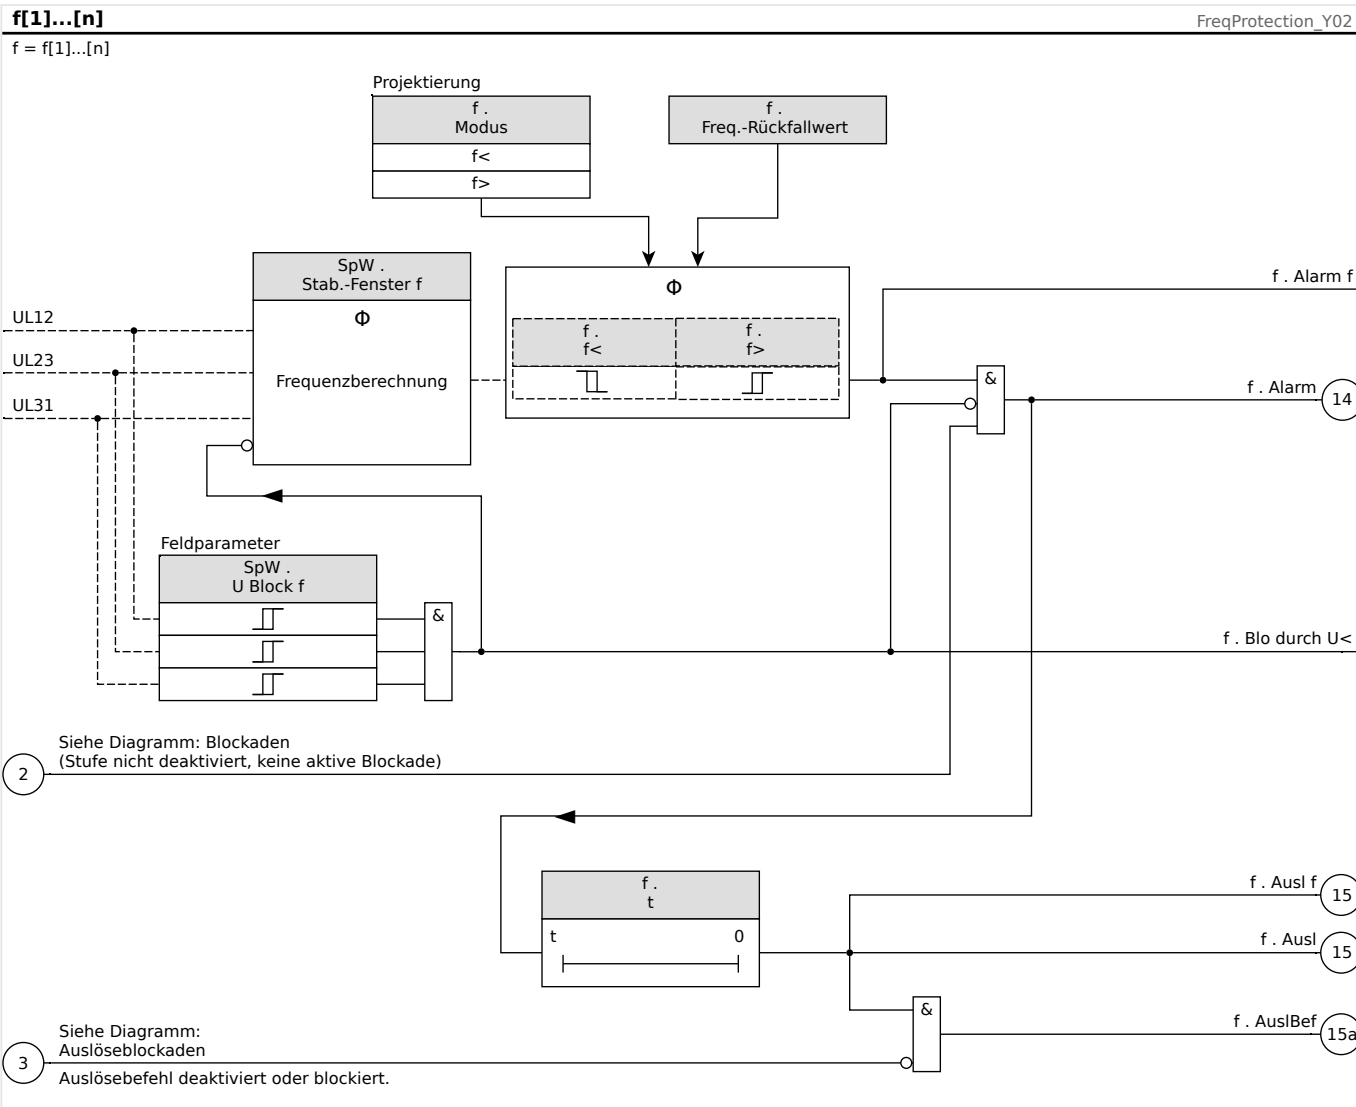 f[1]...[n]
FreqProtection_Y02
f = f[1]...[n]
Projektierung
f .
Modus
f<
f>
f .
Freq.-Rückfallwert
SpW .
Stab.-Fenster f
Φ
Frequenzberechnung
Φ
f .
f<
f .
f>
f . Alarm f
UL12
UL23
UL31
&
f . Alarm
14
Feldparameter
SpW .
U Block f
&
f . Blo durch U<
Siehe Diagramm: Blockaden
(Stufe nicht deaktiviert, keine aktive Blockade)
2
f .
t
t
0
f . Ausl f
15
f . Ausl
15
&
f . AuslBef
15a
Siehe Diagramm:
Auslöseblockaden
3
Auslösebefehl deaktiviert oder blockiert.